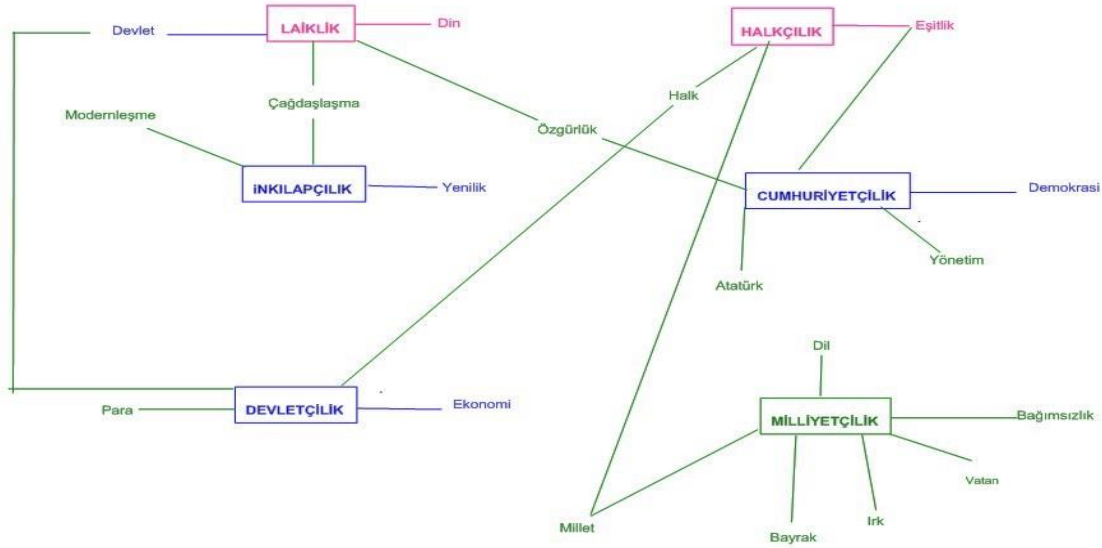 LAİKLİK
Din
HALKÇILIK
Eşitlik
Devlet
Halk
Çağdaşlaşma
Modernleşme
Özgürlük
iNKILAPÇILIK
Yenilik
CUMHURİYETÇİLİK
Demokrasi
Yönetim
Atatürk
Dil
Para
DEVLETÇİLİK
Ekonomi
MİLLİYETÇİLİK
Bağımsızlık
Vatan
Millet
Bayrak
Irk